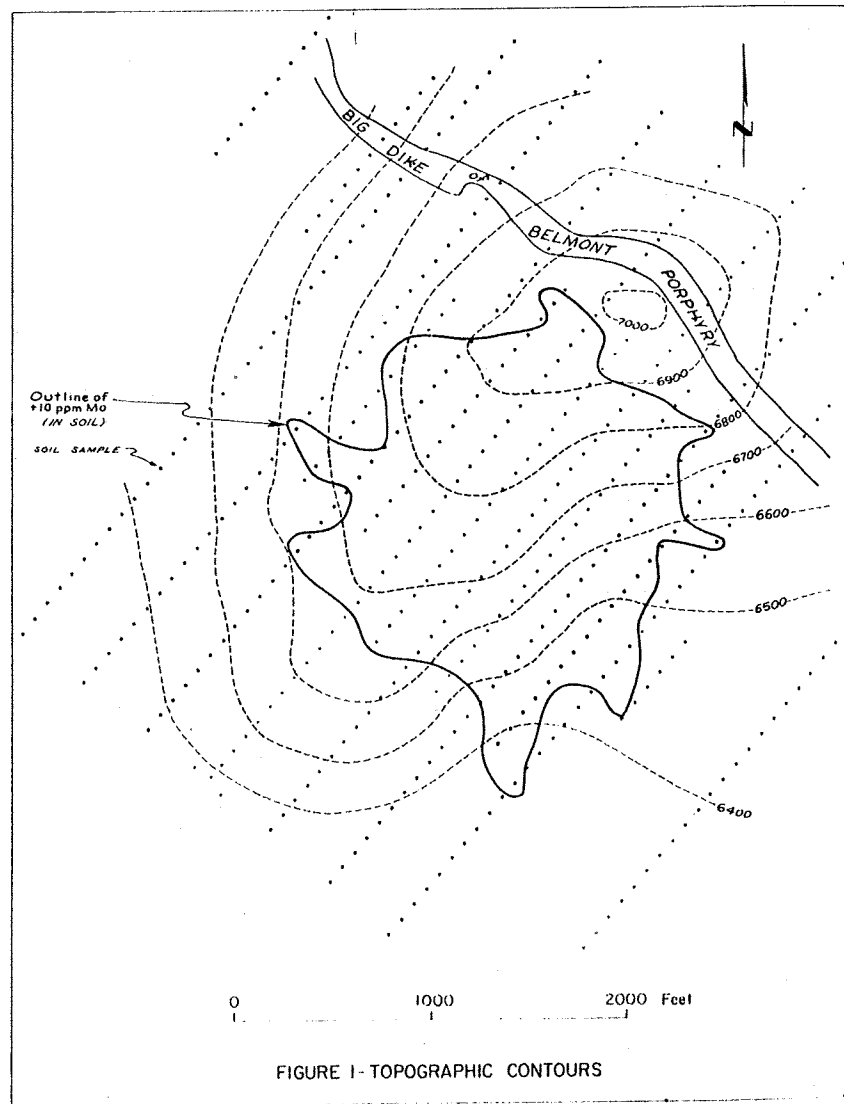 N
BIG DIKE
BELMONT PORPHYRY
7000
6900
Outline of
+10 ppm Mo
(IN SOIL)
6800
SOIL SAMPLE
6700
6600
6500
6400
0 1000 2000 Feet
FIGURE 1-TOPOGRAPHIC CONTOURS